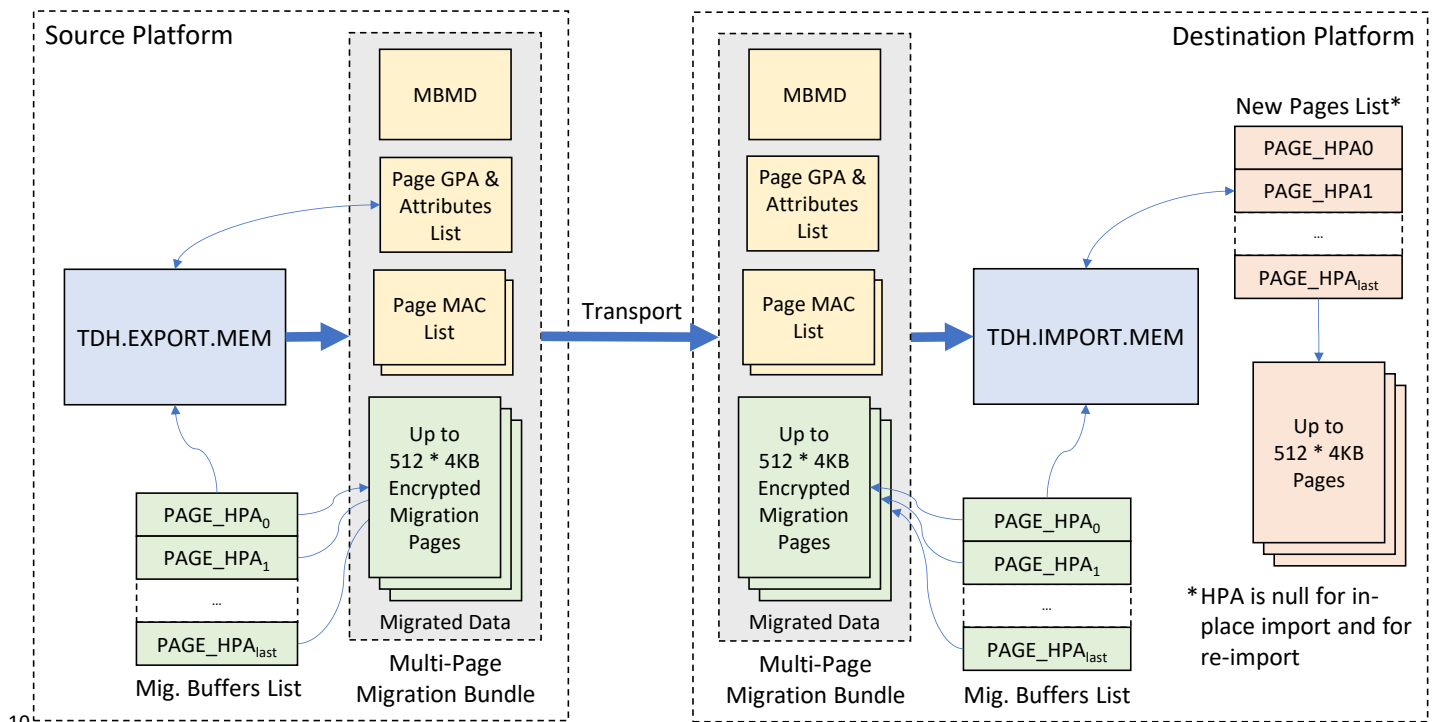 Source Platform
MBMD
Page GPA &
Attributes
List
TDH.EXPORT.MEM
Page MAC
List
Up to
512 * 4KB
Encrypted
Migration
Pages
PAGE_HPA0
PAGE_HPA1
...
PAGE_HPAlast
Mig. Buffers List
Migrated Data
Multi-Page
Migration Bundle
Transport
Destination Platform
MBMD
Page GPA &
Attributes
List
Page MAC
List
Up to
512 * 4KB
Encrypted
Migration
Pages
Migrated Data
Multi-Page
Migration Bundle
TDH.IMPORT.MEM
PAGE_HPA0
PAGE_HPA1
...
PAGE_HPAlast
Mig. Buffers List
New Pages List*
PAGE_HPA0
PAGE_HPA1
...
PAGE_HPAlast
Up to
512 * 4KB
Pages
*HPA is null for in-
place import and for
re-import